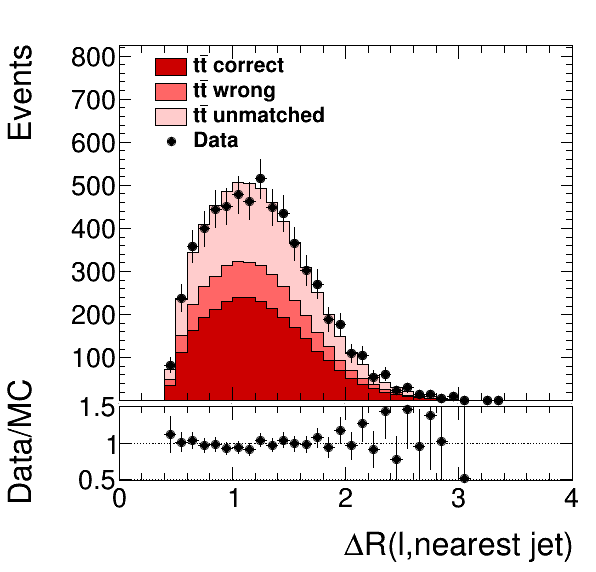 Events
800
700
600
500
400
300
200
100
tt̄ correct
tt̄ wrong
tt̄ unmatched
Data
Data/MC
1.5
1
0.5
0 1 2 3 4
ΔR(l,nearest jet)